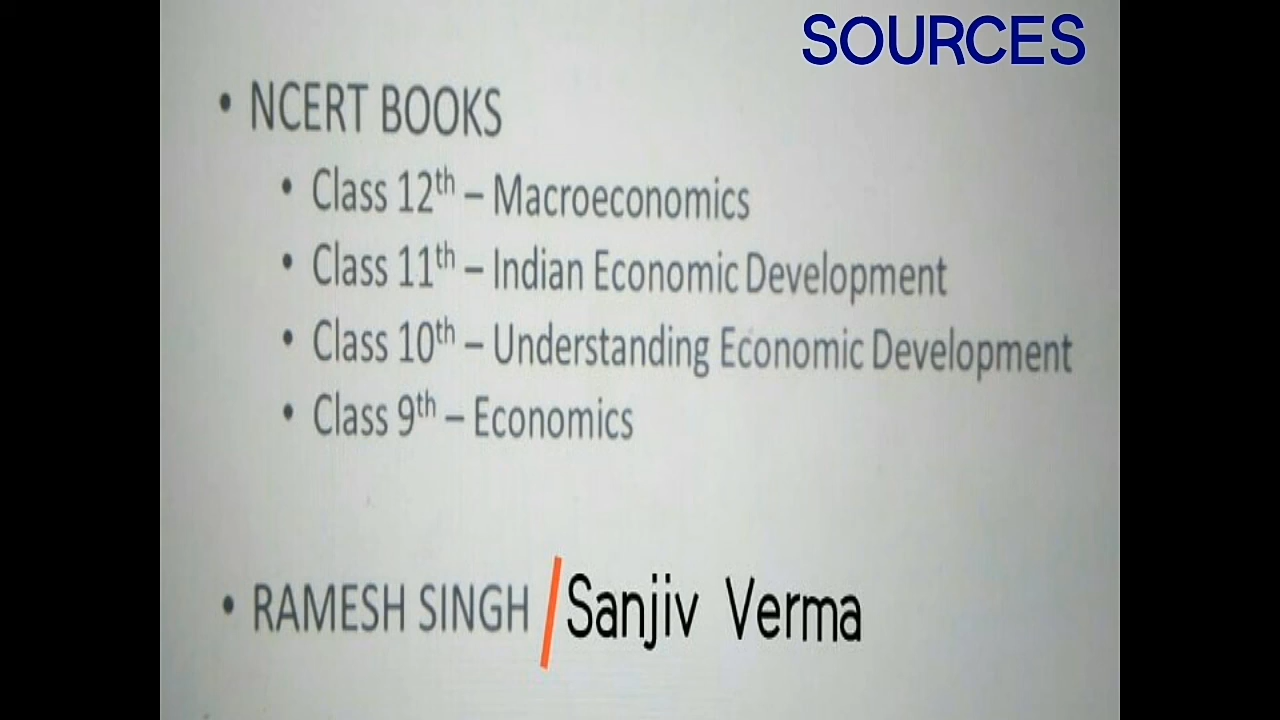 SOURCES
• NCERT BOOKS
• Class 12th – Macroeconomics
• Class 11th – Indian Economic Development
• Class 10th – Understanding Economic Development
• Class 9th – Economics
• RAMESH SINGH /Sanjiv Verma